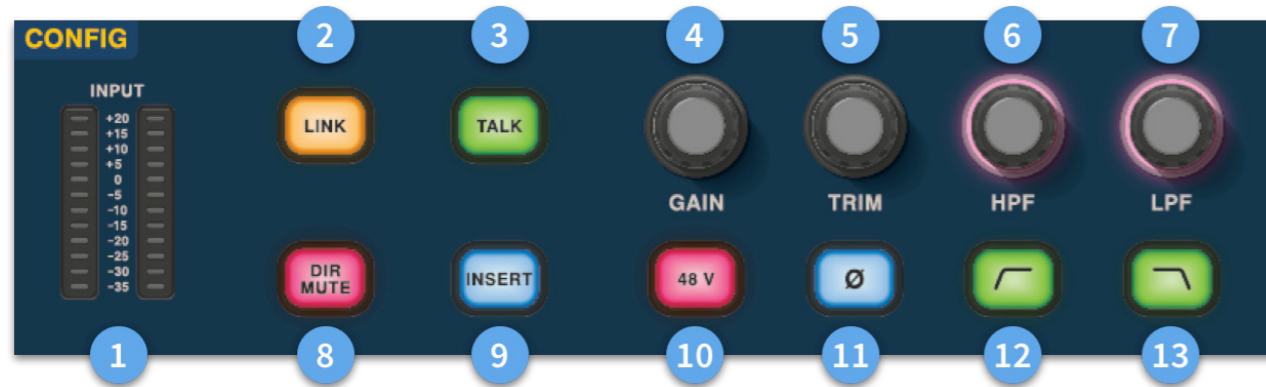 CONFIG
2 3 4 5 6 7
INPUT
+20
+15
+10
+5
0
-5
-10
-15
-20
-25
-30
-35
LINK TALK
GAIN TRIM HPF LPF
DIR
MUTE
INSERT 48 V Ø
1 8 9 10 11 12 13